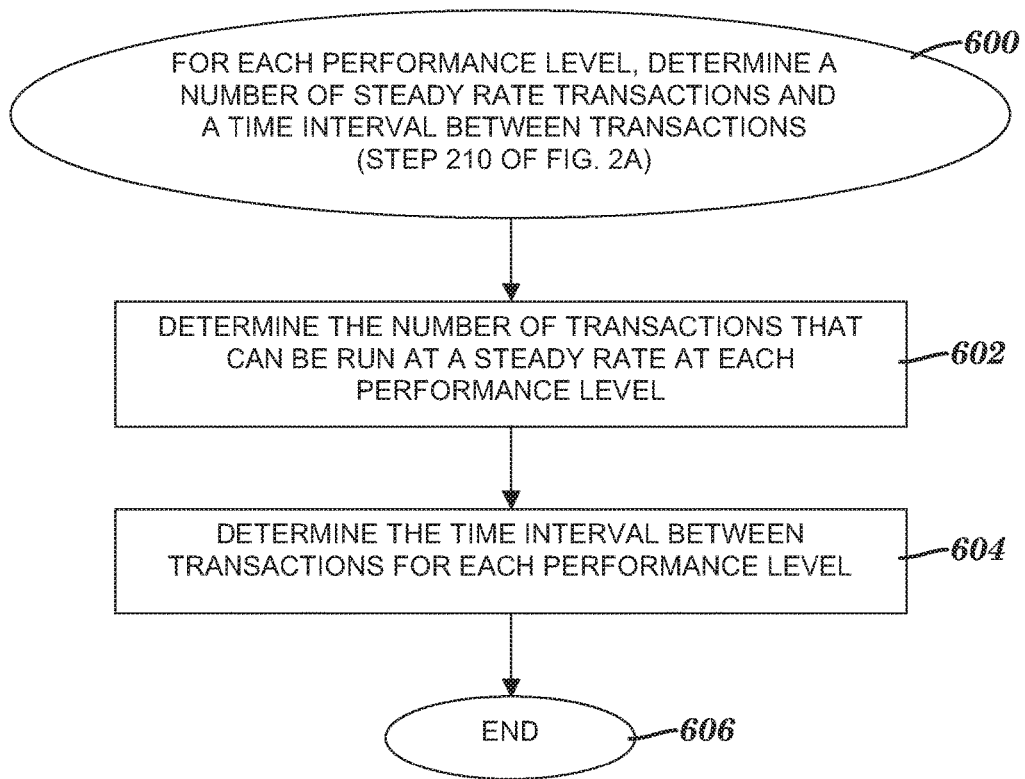 FOR EACH PERFORMANCE LEVEL, DETERMINE A
NUMBER OF STEADY RATE TRANSACTIONS AND
A TIME INTERVAL BETWEEN TRANSACTIONS
(STEP 210 OF FIG. 2A)
600
DETERMINE THE NUMBER OF TRANSACTIONS THAT
CAN BE RUN AT A STEADY RATE AT EACH
PERFORMANCE LEVEL
602
DETERMINE THE TIME INTERVAL BETWEEN
TRANSACTIONS FOR EACH PERFORMANCE LEVEL
604
END
606